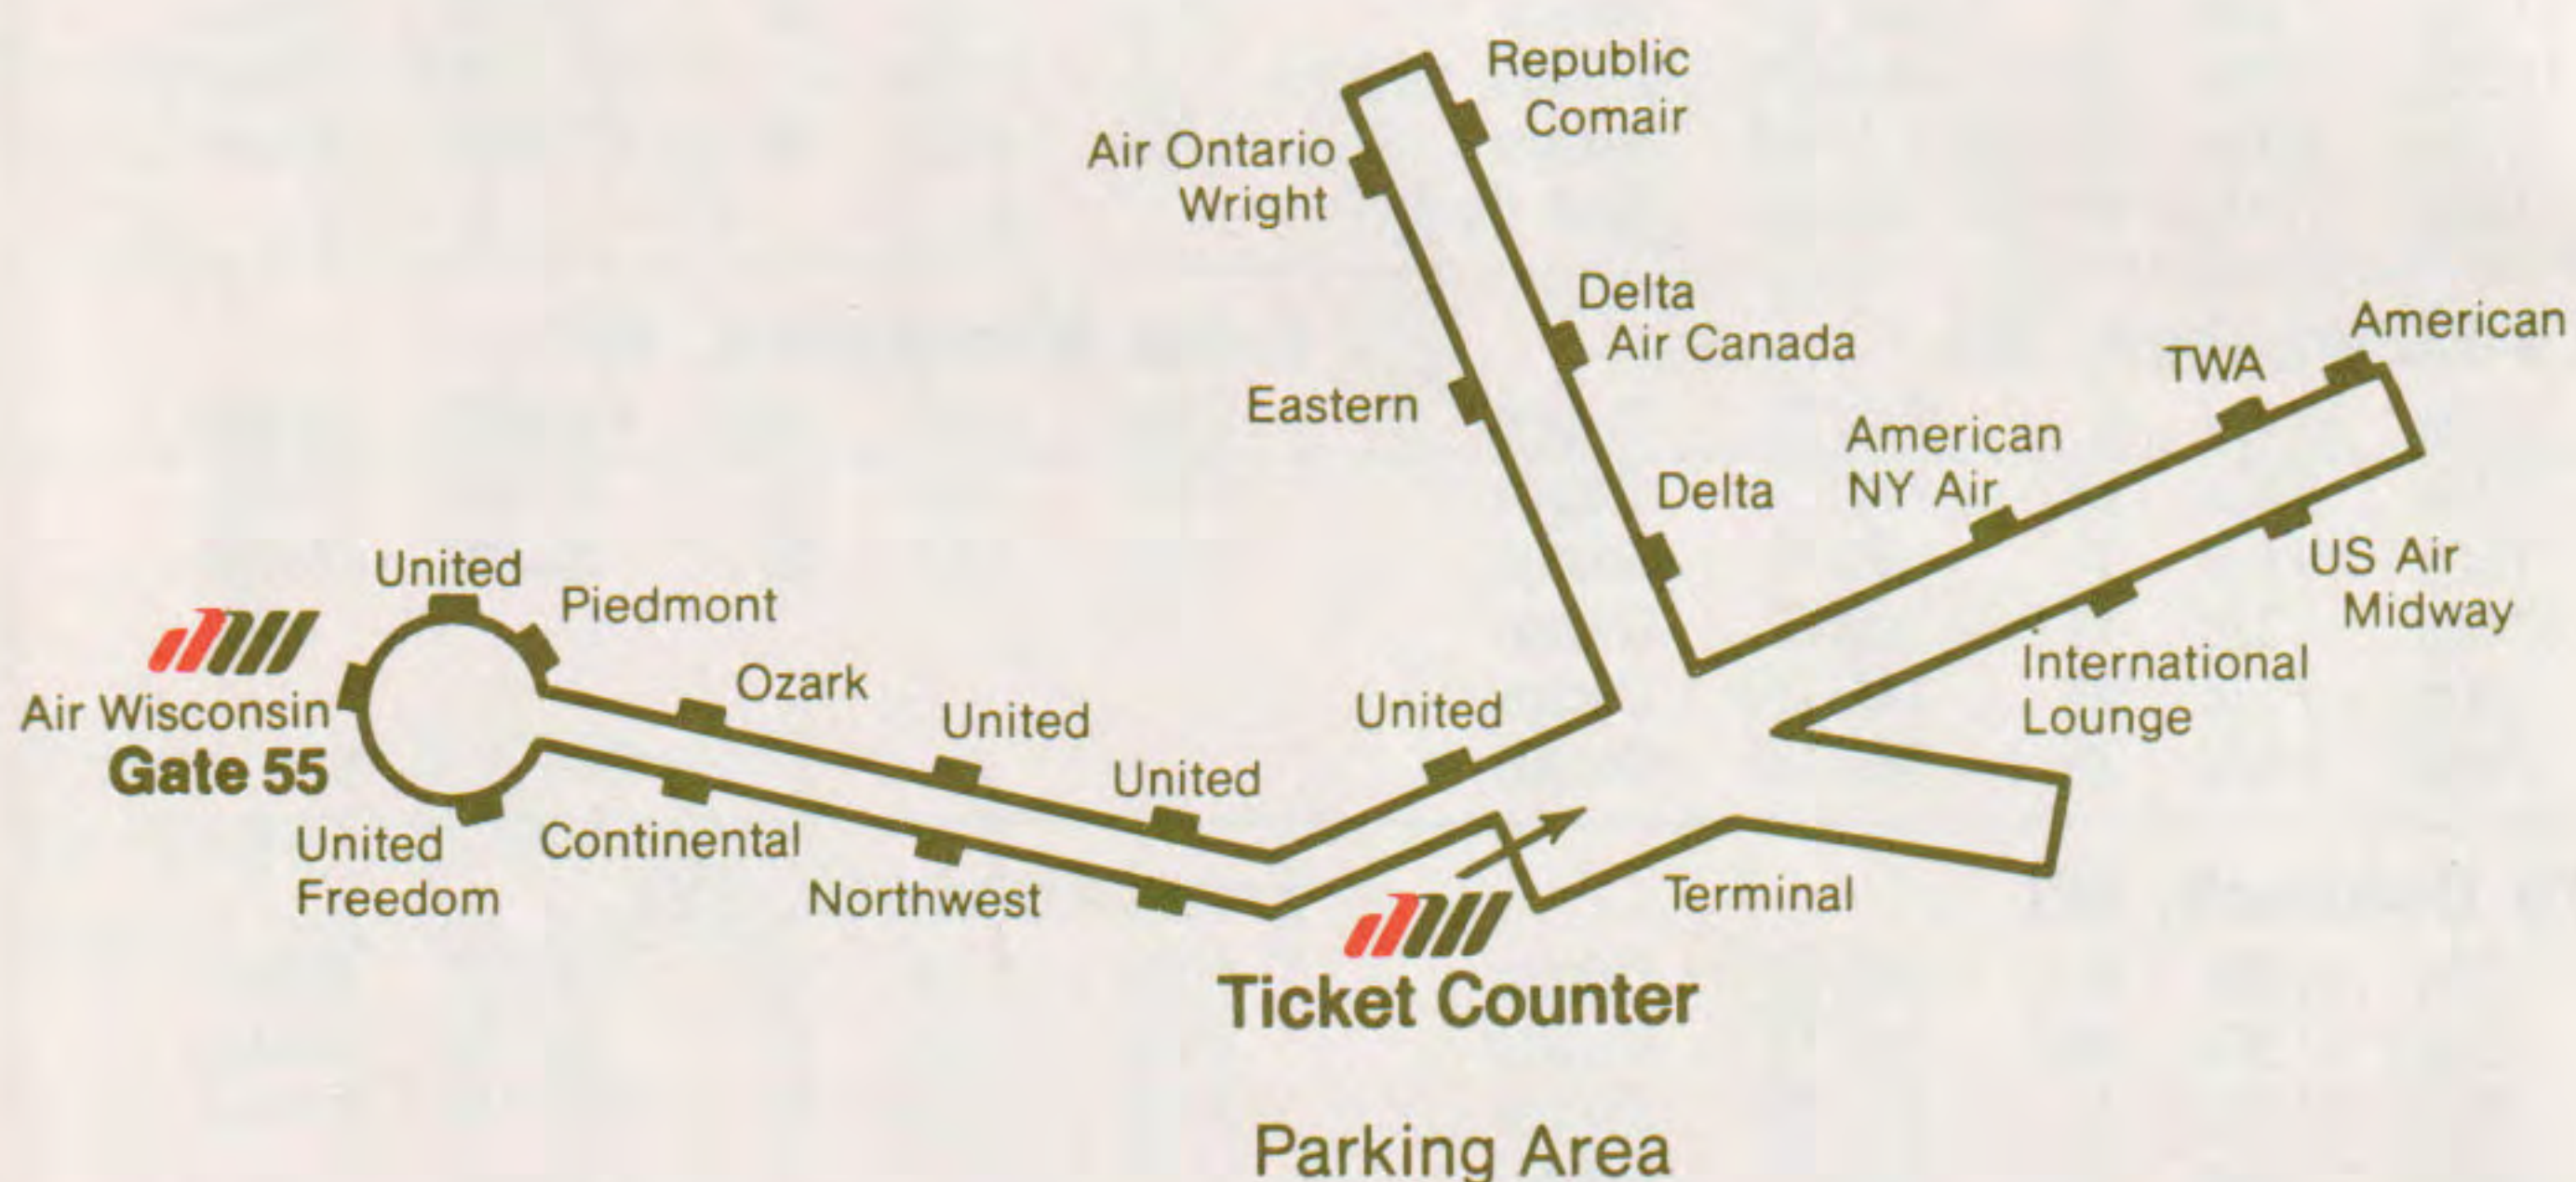 Republic
Comair
Air Ontario
Wright
Delta
Air Canada
Eastern
Delta
American
NY Air
TWA
American
US Air
Midway
International
Lounge
United
Piedmont
Air Wisconsin
Gate 55
Ozark
United
United
United
United
Freedom
Continental
Northwest
Terminal
Ticket Counter
Parking Area